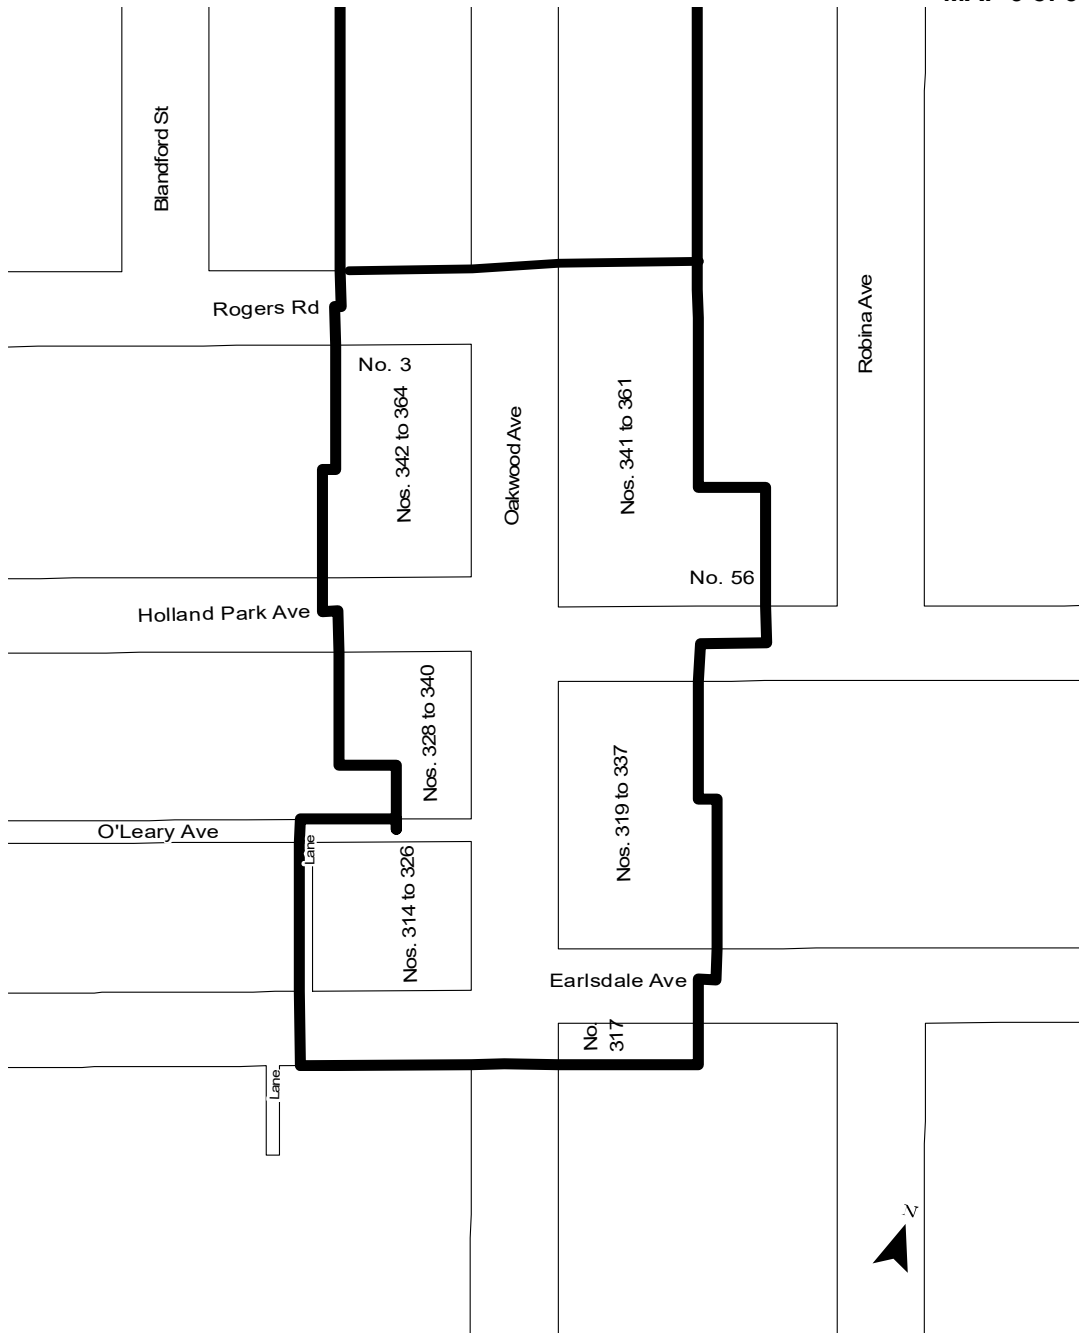 Blandford St
Rogers Rd
Robina Ave
No. 3
Nos. 342 to 364
Oakwood Ave
Nos. 341 to 361
No. 56
Holland Park Ave
Nos. 328 to 340
Nos. 319 to 337
O'Leary Ave
Lane
Nos. 314 to 326
Earlsdale Ave
No.
317
Lane
N